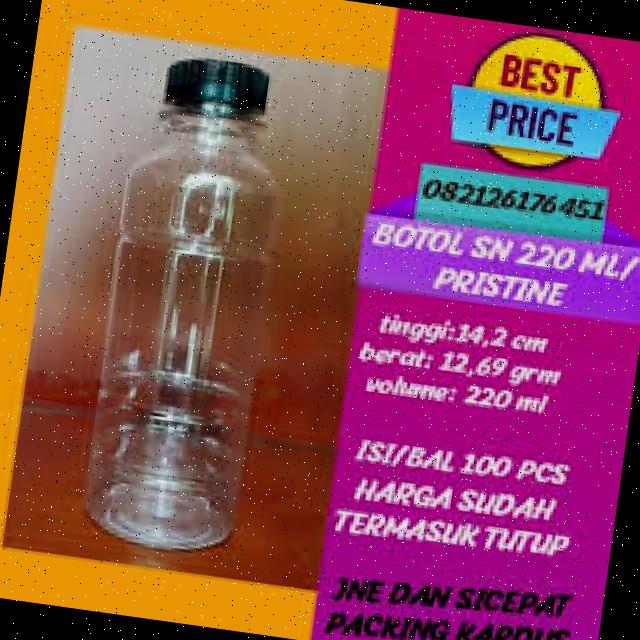 BEST
PRICE
082126176451
BOTOL SN 220 ML/
PRISTINE
tinggi:14,2 cm
berat: 12,69 grm
volume: 220 ml
ISI/BAL 100 PCS
HARGA SUDAH
TERMASUK TUTUP
JNE DAN SICEPAT
PACKING KARDUS